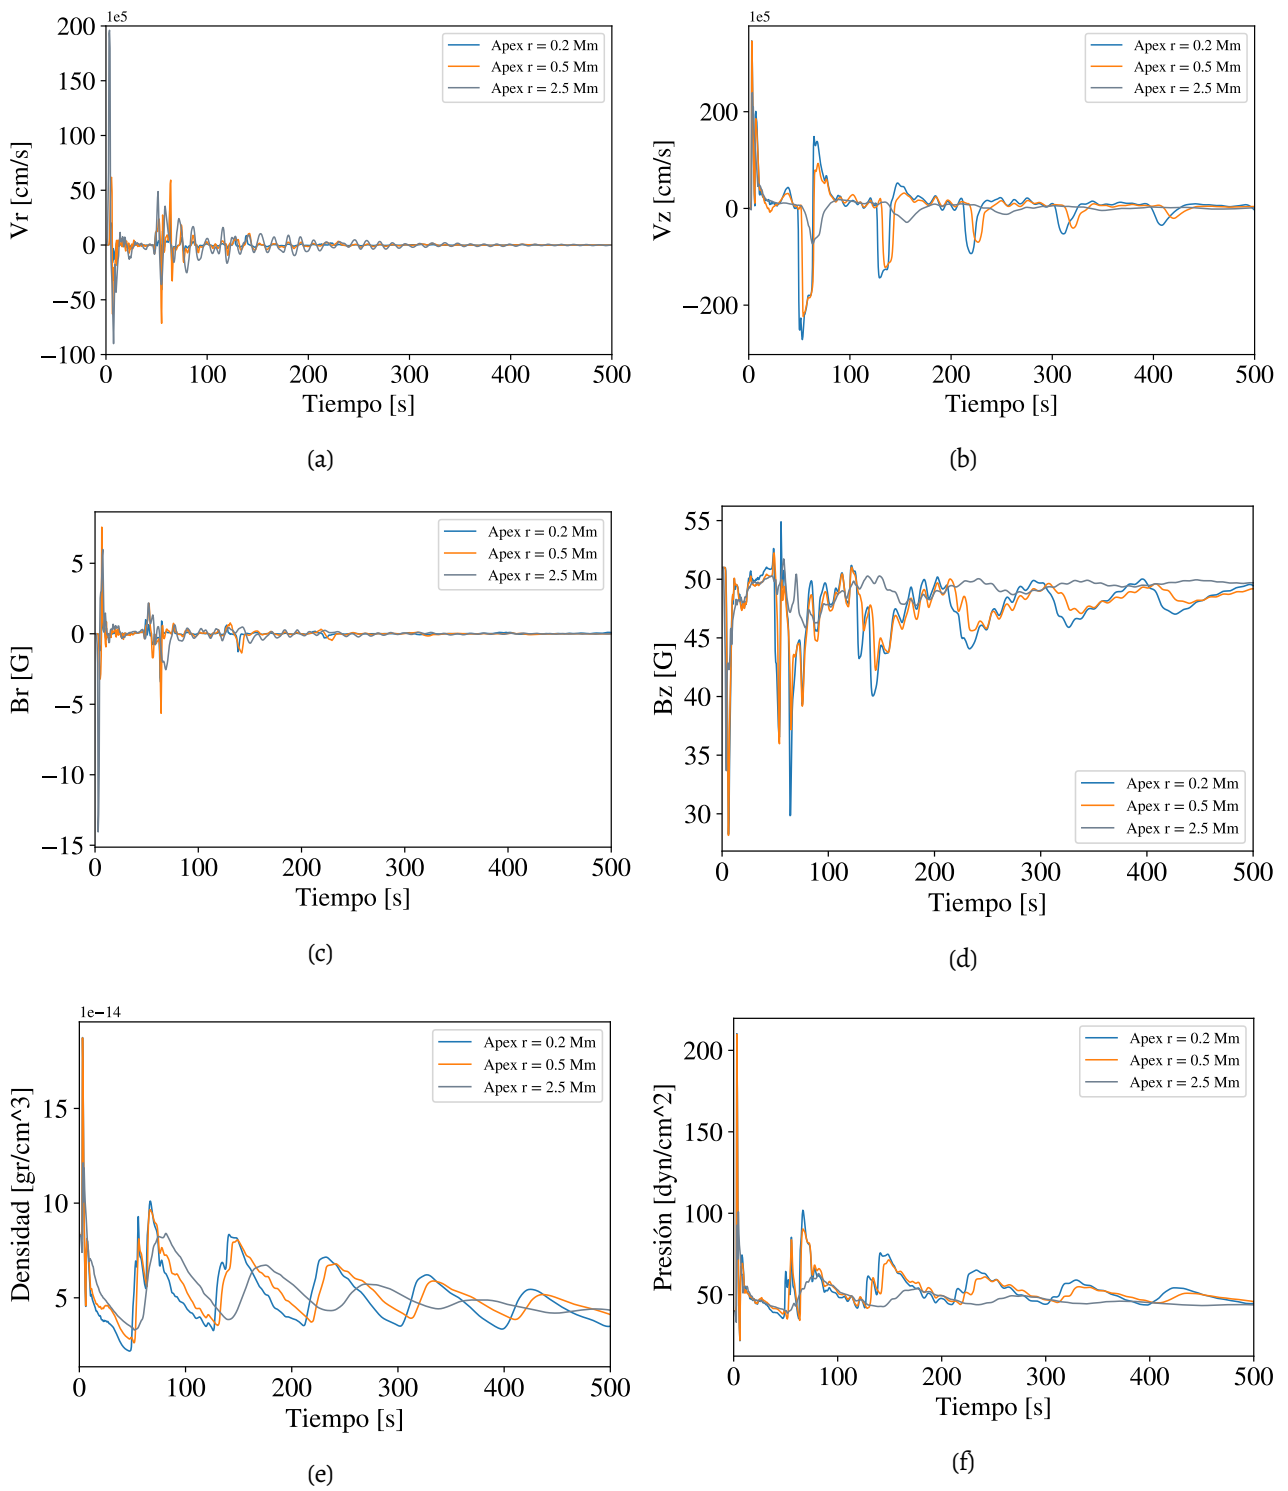 1e5
200
150
100
50
0
−50
−100
Vr [cm/s]
Apex r = 0.2 Mm
Apex r = 0.5 Mm
Apex r = 2.5 Mm
0 100 200 300 400 500
Tiempo [s]
(a)
1e5
200
0
−200
Vz [cm/s]
Apex r = 0.2 Mm
Apex r = 0.5 Mm
Apex r = 2.5 Mm
0 100 200 300 400 500
Tiempo [s]
(b)
5
0
−5
−10
−15
Br [G]
Apex r = 0.2 Mm
Apex r = 0.5 Mm
Apex r = 2.5 Mm
0 100 200 300 400 500
Tiempo [s]
(c)
55
50
45
40
35
30
Bz [G]
Apex r = 0.2 Mm
Apex r = 0.5 Mm
Apex r = 2.5 Mm
0 100 200 300 400 500
Tiempo [s]
(d)
1e−14
15
10
5
Densidad [gr/cm^3]
Apex r = 0.2 Mm
Apex r = 0.5 Mm
Apex r = 2.5 Mm
0 100 200 300 400 500
Tiempo [s]
(e)
200
150
100
50
Presión [dyn/cm^2]
Apex r = 0.2 Mm
Apex r = 0.5 Mm
Apex r = 2.5 Mm
0 100 200 300 400 500
Tiempo [s]
(f)